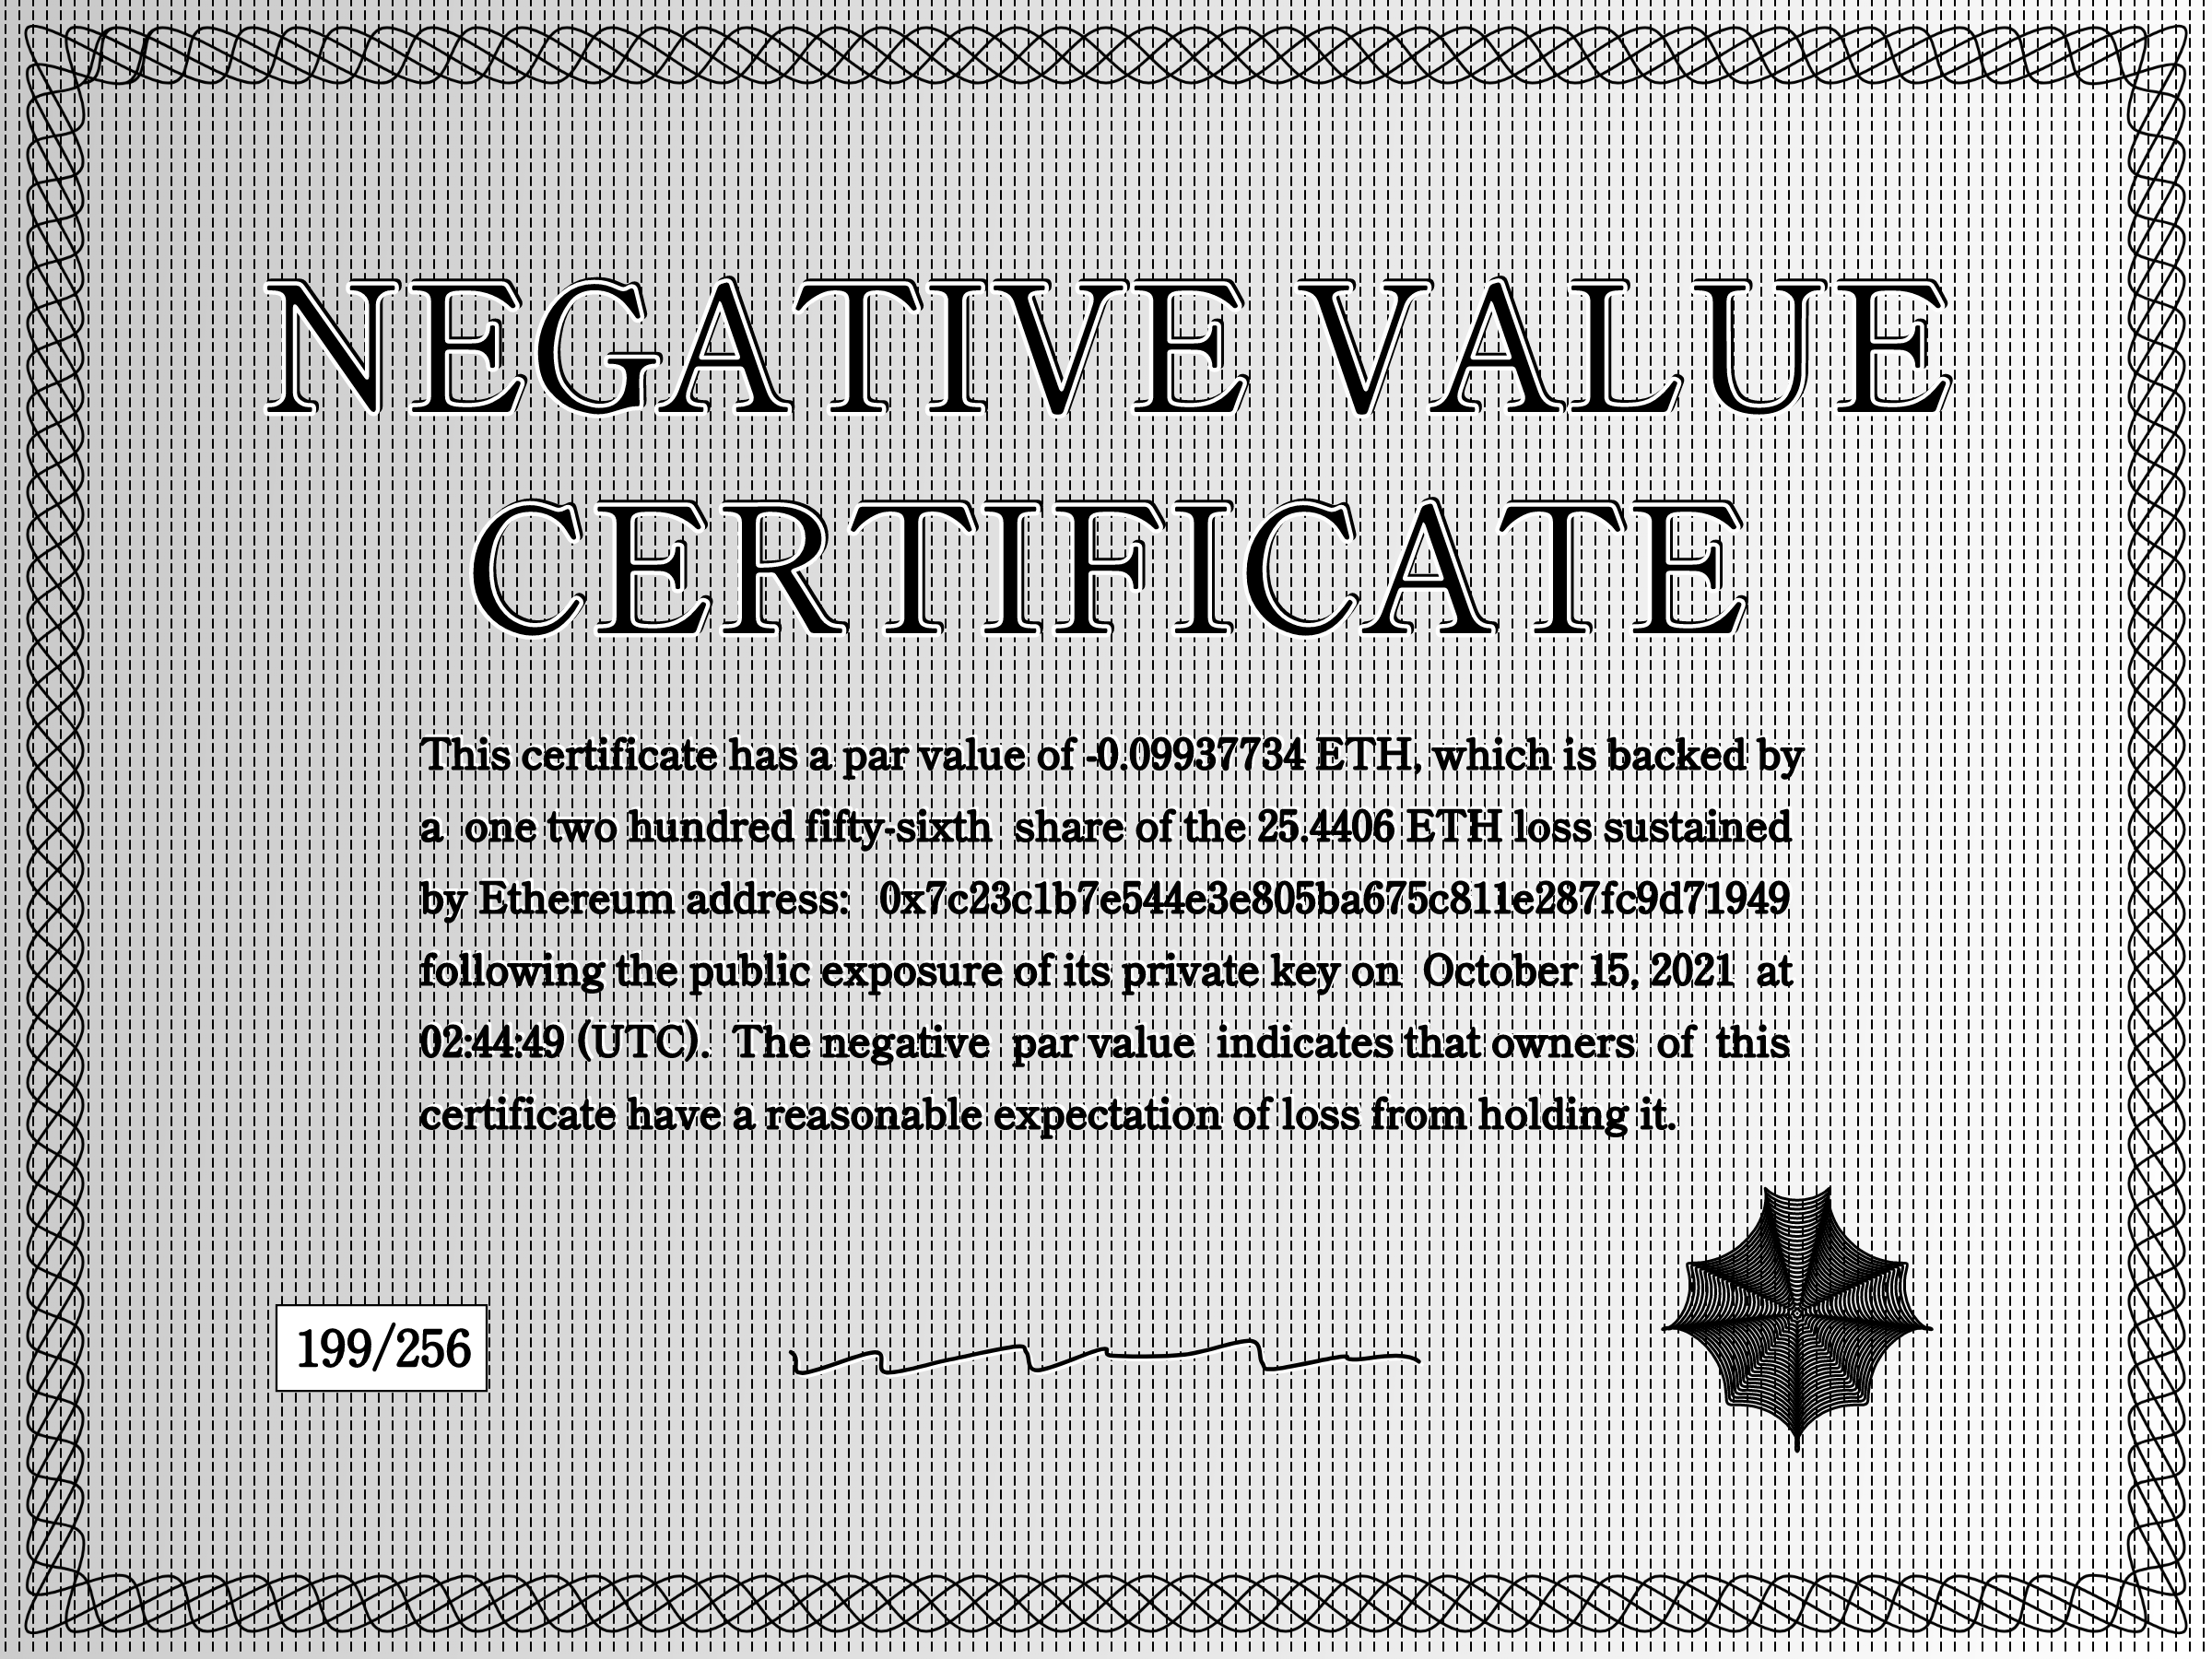 NEGATIVE VALUE
CERTIFICATE
This certificate has a par value of -0.09937734 ETH, which is backed by
a one two hundred fifty-sixth share of the 25.4406 ETH loss sustained
by Ethereum address: 0x7c23c1b7e544e3e805ba675c811e287fc9d71949
following the public exposure of its private key on October 15, 2021 at
02:44:49 (UTC). The negative par value indicates that owners of this
certificate have a reasonable expectation of loss from holding it.
199/256